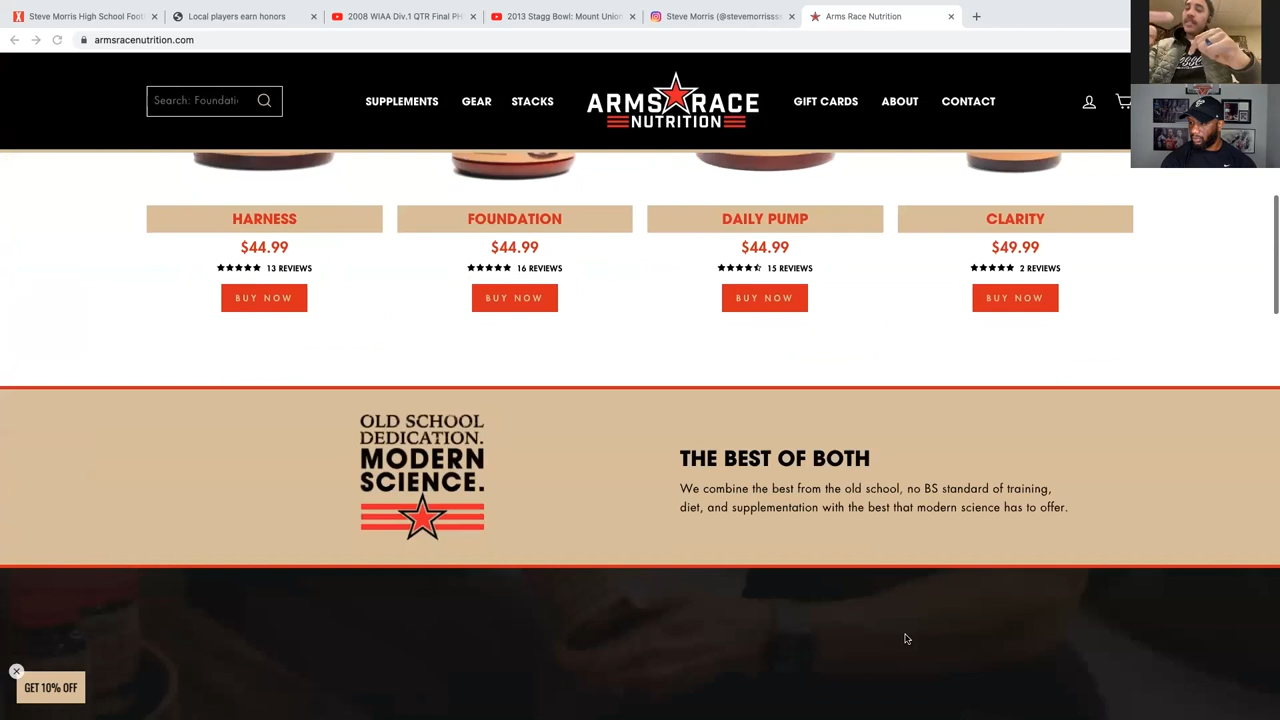 Steve Morris High School Foot
Local players earn honors
2008 WIAA Div.1 QTR Final PH
2013 Stagg Bowl: Mount Union
Steve Morris (@stevemorrisss
Arms Race Nutrition
armsracenutrition.com
Search: Foundati
SUPPLEMENTS
GEAR
STACKS
ARMS RACE
NUTRITION
GIFT CARDS
ABOUT
CONTACT
HARNESS
FOUNDATION
DAILY PUMP
CLARITY
$44.99
$44.99
$44.99
$49.99
13 REVIEWS
16 REVIEWS
15 REVIEWS
2 REVIEWS
BUY NOW
BUY NOW
BUY NOW
BUY NOW
OLD SCHOOL
DEDICATION.
MODERN
SCIENCE.
THE BEST OF BOTH
We combine the best from the old school, no BS standard of training,
diet, and supplementation with the best that modern science has to offer.
GET 10% OFF